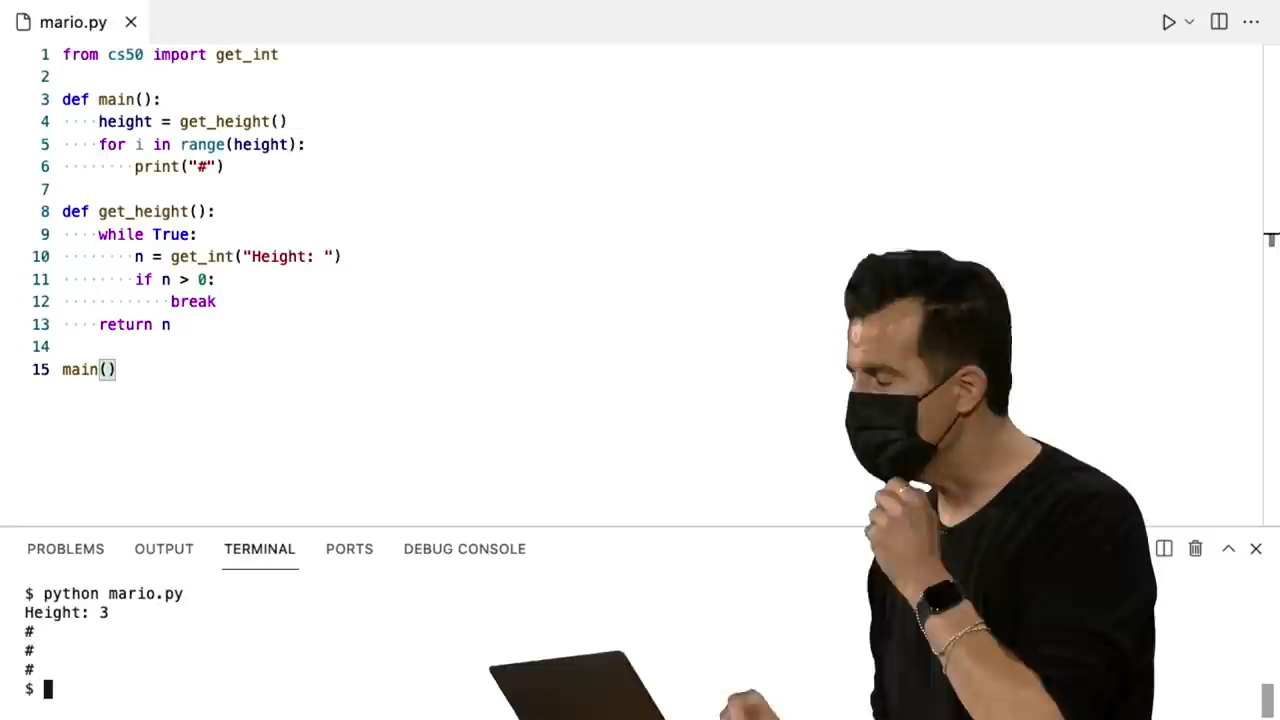 mario.py
1 from cs50 import get_int
2
3 def main():
4     height = get_height()
5     for i in range(height):
6         print("#")
7
8 def get_height():
9     while True:
10         n = get_int("Height: ")
11         if n > 0:
12             break
13     return n
14
15 main()
PROBLEMS OUTPUT TERMINAL PORTS DEBUG CONSOLE
$ python mario.py
Height: 3
#
#
#
$